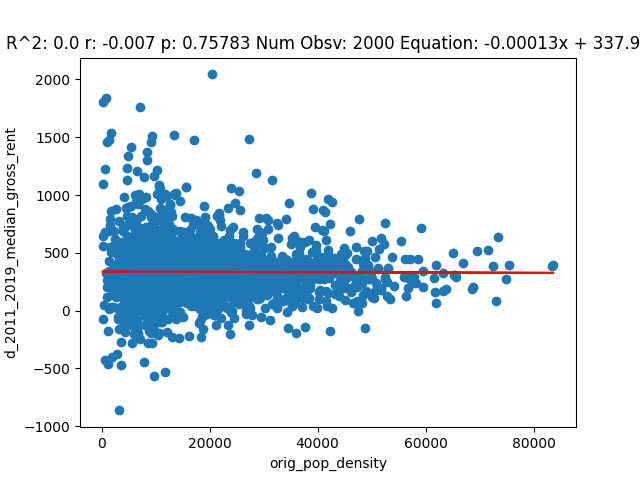 R^2: 0.0 r: -0.007 p: 0.75783 Num Obsv: 2000 Equation: -0.00013x + 337.9
2000
1500
1000
500
0
−500
−1000
d_2011_2019_median_gross_rent
0 20000 40000 60000 80000
orig_pop_density